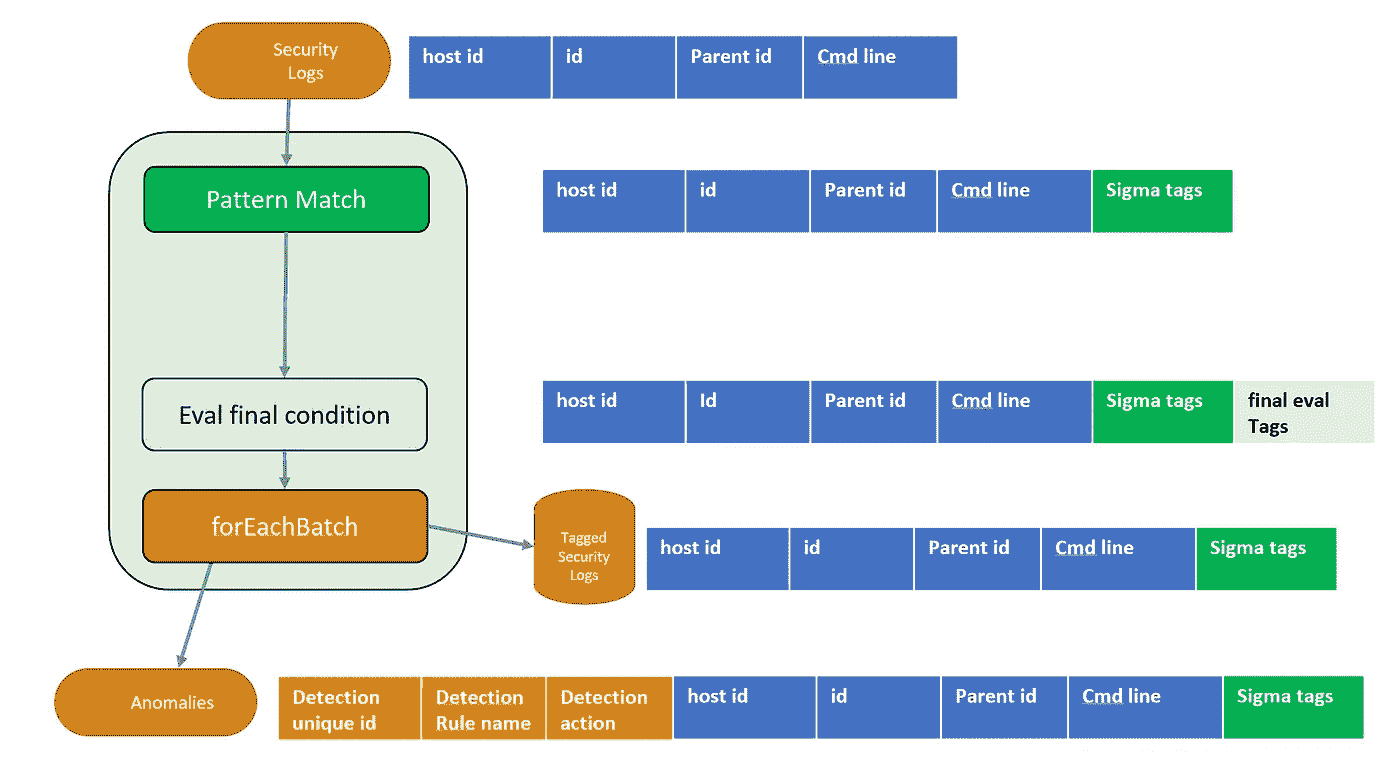 Security
Logs
host id
id
Parent id
Cmd line
Pattern Match
host id
id
Parent id
Cmd line
Sigma tags
Eval final condition
host id
Id
Parent id
Cmd line
Sigma tags
final eval
Tags
forEachBatch
Tagged
Security
Logs
host id
id
Parent id
Cmd line
Sigma tags
Anomalies
Detection
unique id
Detection
Rule name
Detection
action
host id
id
Parent id
Cmd line
Sigma tags